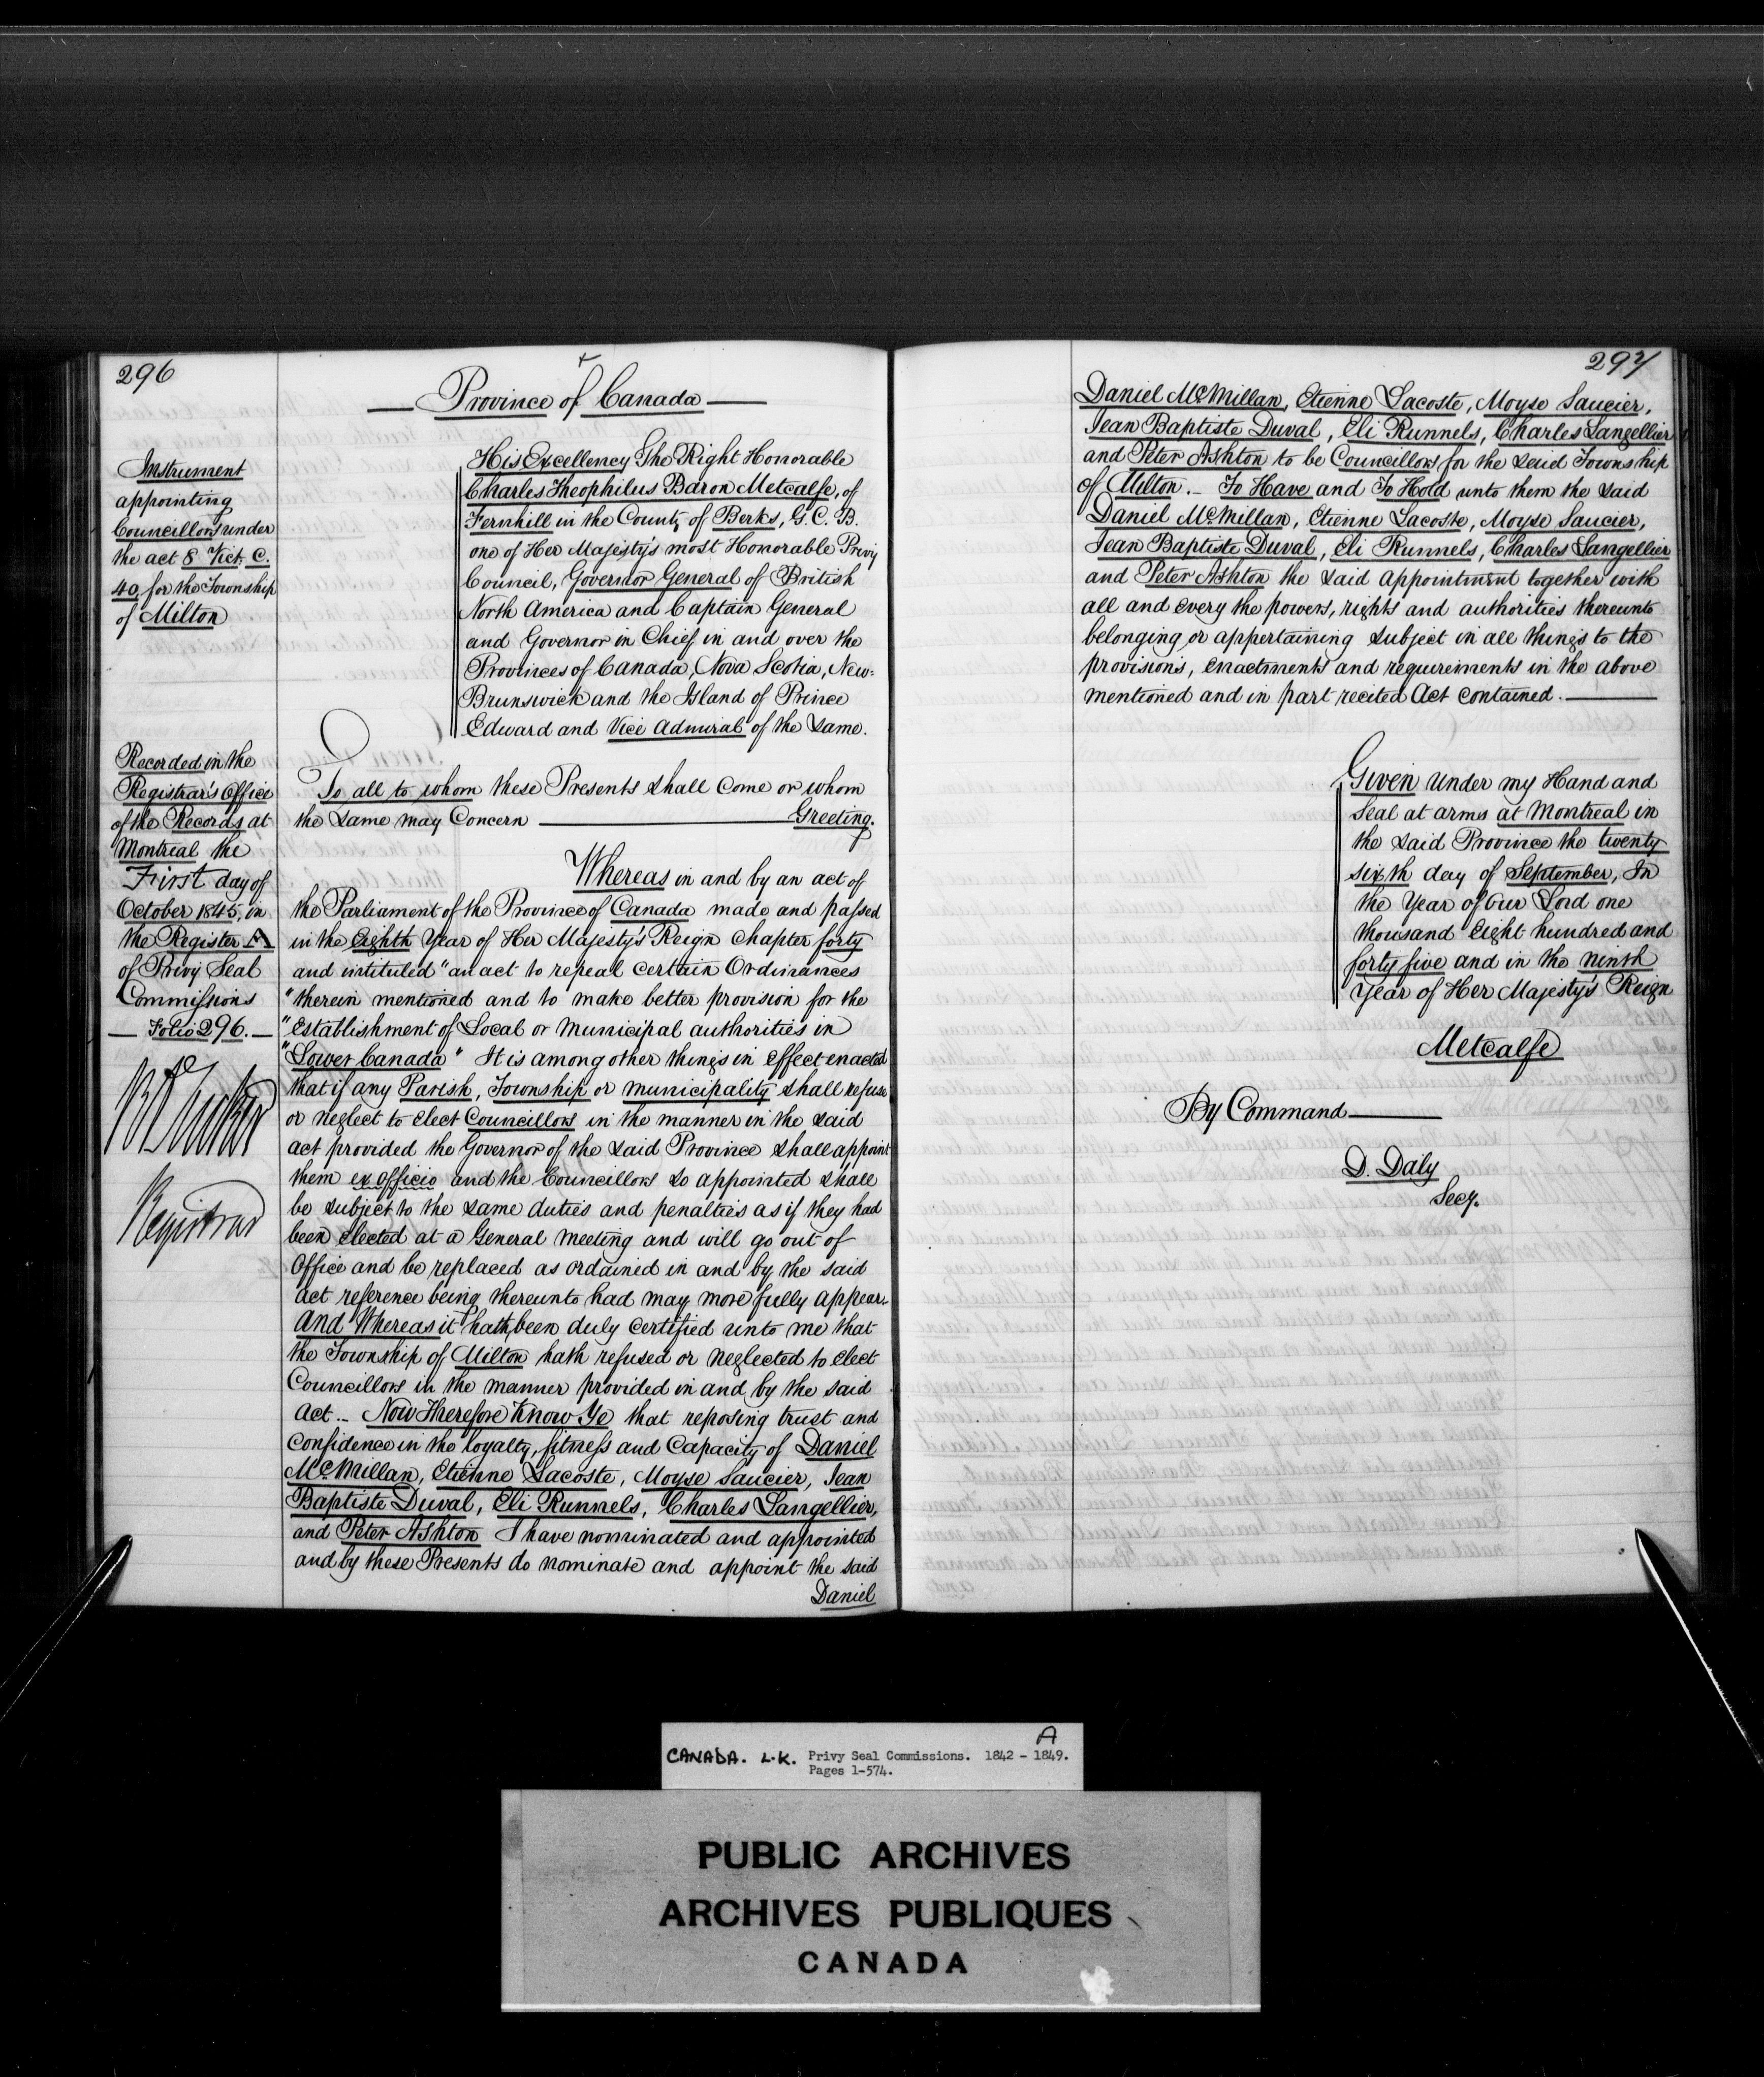 296
Province of Canada
Instrument
appointing
Councillors under
the act 8 Vict. C.
40 for the Township
of Milton
His Excellency The Right Honorable
Charles Theophilus Baron Metcalfe, of
Fernhill in the County of Berks, G.C.B.
one of Her Majesty's most Honorable Privy
Council, Governor General of British
North America and Captain General
and Governor in Chief in and over the
Provinces of Canada, Nova Scotia, New=
Brunswick and the Island of Prince
Edward and Vice Admiral of the same.
Recorded in the
Registrar's Office
of the Records at
Montreal the
First day of
October 1845, in
the Register A
of Privy Seal
Commissions
— Folio 296. —
Registrar
To all to whom these Presents shall come or whom
the same may Concern — Greeting.
Whereas in and by an act of
the Parliament of the Province of Canada made and passed
in the Eighth Year of Her Majesty's Reign Chapter forty
and intituled "an act to repeal certain Ordinances
"therein mentioned and to make better provision for the
"Establishment of Local or Municipal authorities in
"Lower Canada" It is among other things in effect enacted
that if any Parish, Township or Municipality shall refuse
or neglect to elect Councillors in the manner in the said
act provided the Governor of the said Province shall appoint
them ex officio and the Councillors so appointed shall
be subject to the same duties and penalties as if they had
been elected at a General Meeting and will go out of
Office and be replaced as ordained in and by the said
act reference being thereunto had may more fully appear.
And Whereas it hath been duly certified unto me that
the Township of Milton hath refused or neglected to elect
Councillors in the manner provided in and by the said
act. – Now Therefore Know Ye that reposing trust and
Confidence in the loyalty, fitness and Capacity of Daniel
McMillan, Etienne Lacoste, Moyse Saucier, Jean
Baptiste Duval, Eli Runnels, Charles Langellier,
and Peter Ashton I have nominated and appointed
and by these Presents do nominate and appoint the said
Daniel
297
Daniel McMillan, Etienne Lacoste, Moyse Saucier,
Jean Baptiste Duval, Eli Runnels, Charles Langellier
and Peter Ashton to be Councillors for the said Township
of Milton. – To Have and To Hold unto them the said
Daniel McMillan, Etienne Lacoste, Moyse Saucier,
Jean Baptiste Duval, Eli Runnels, Charles Langellier
and Peter Ashton the said appointment together with
all and every the powers, rights and authorities thereunto
belonging or appertaining subject in all things to the
provisions, enactments and requirements in the above
mentioned and in part recited Act contained. —
Given under my Hand and
Seal at arms at Montreal in
the said Province the twenty
sixth day of September, In
the Year of Our Lord one
thousand Eight hundred and
forty five and in the ninth
Year of Her Majesty's Reign
Metcalfe
By Command —
D. Daly
Secy.
CANADA. L.K. Privy Seal Commissions. 1842 - 1849. A
Pages 1-574.
PUBLIC ARCHIVES
ARCHIVES PUBLIQUES
CANADA